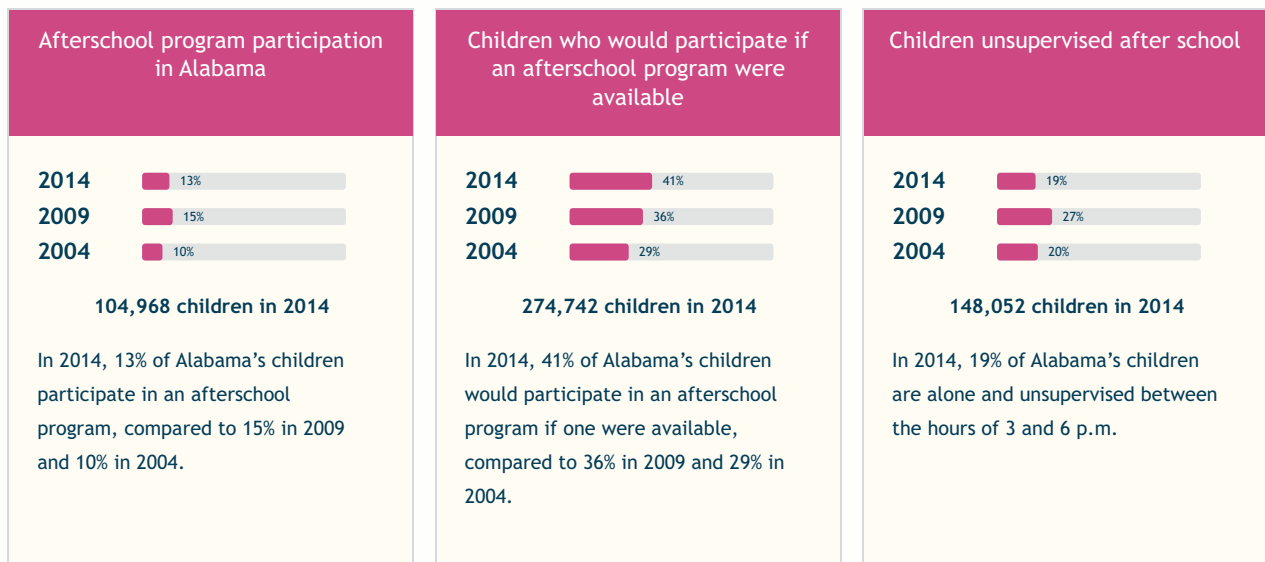 Afterschool program participation
in Alabama
2014 13%
2009 15%
2004 10%
104,968 children in 2014
In 2014, 13% of Alabama's children
participate in an afterschool
program, compared to 15% in 2009
and 10% in 2004.
Children who would participate if
an afterschool program were
available
2014 41%
2009 36%
2004 29%
274,742 children in 2014
In 2014, 41% of Alabama's children
would participate in an afterschool
program if one were available,
compared to 36% in 2009 and 29% in
2004.
Children unsupervised after school
2014 19%
2009 27%
2004 20%
148,052 children in 2014
In 2014, 19% of Alabama's children
are alone and unsupervised between
the hours of 3 and 6 p.m.